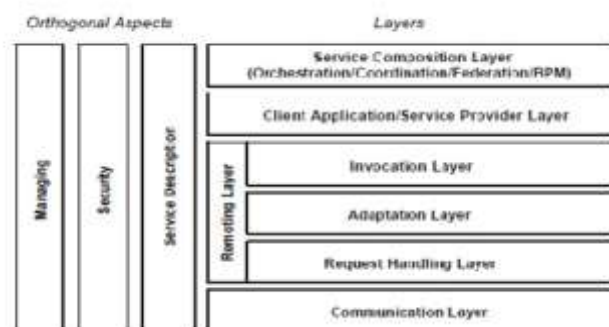 Orthogonal Aspects
Layers
Managing
Security
Service Description
Service Composition Layer
(Orchestration/Coordination/Federation/BPM)
Client Application/Service Provider Layer
Remoting Layer
Invocation Layer
Adaptation Layer
Request Handling Layer
Communication Layer